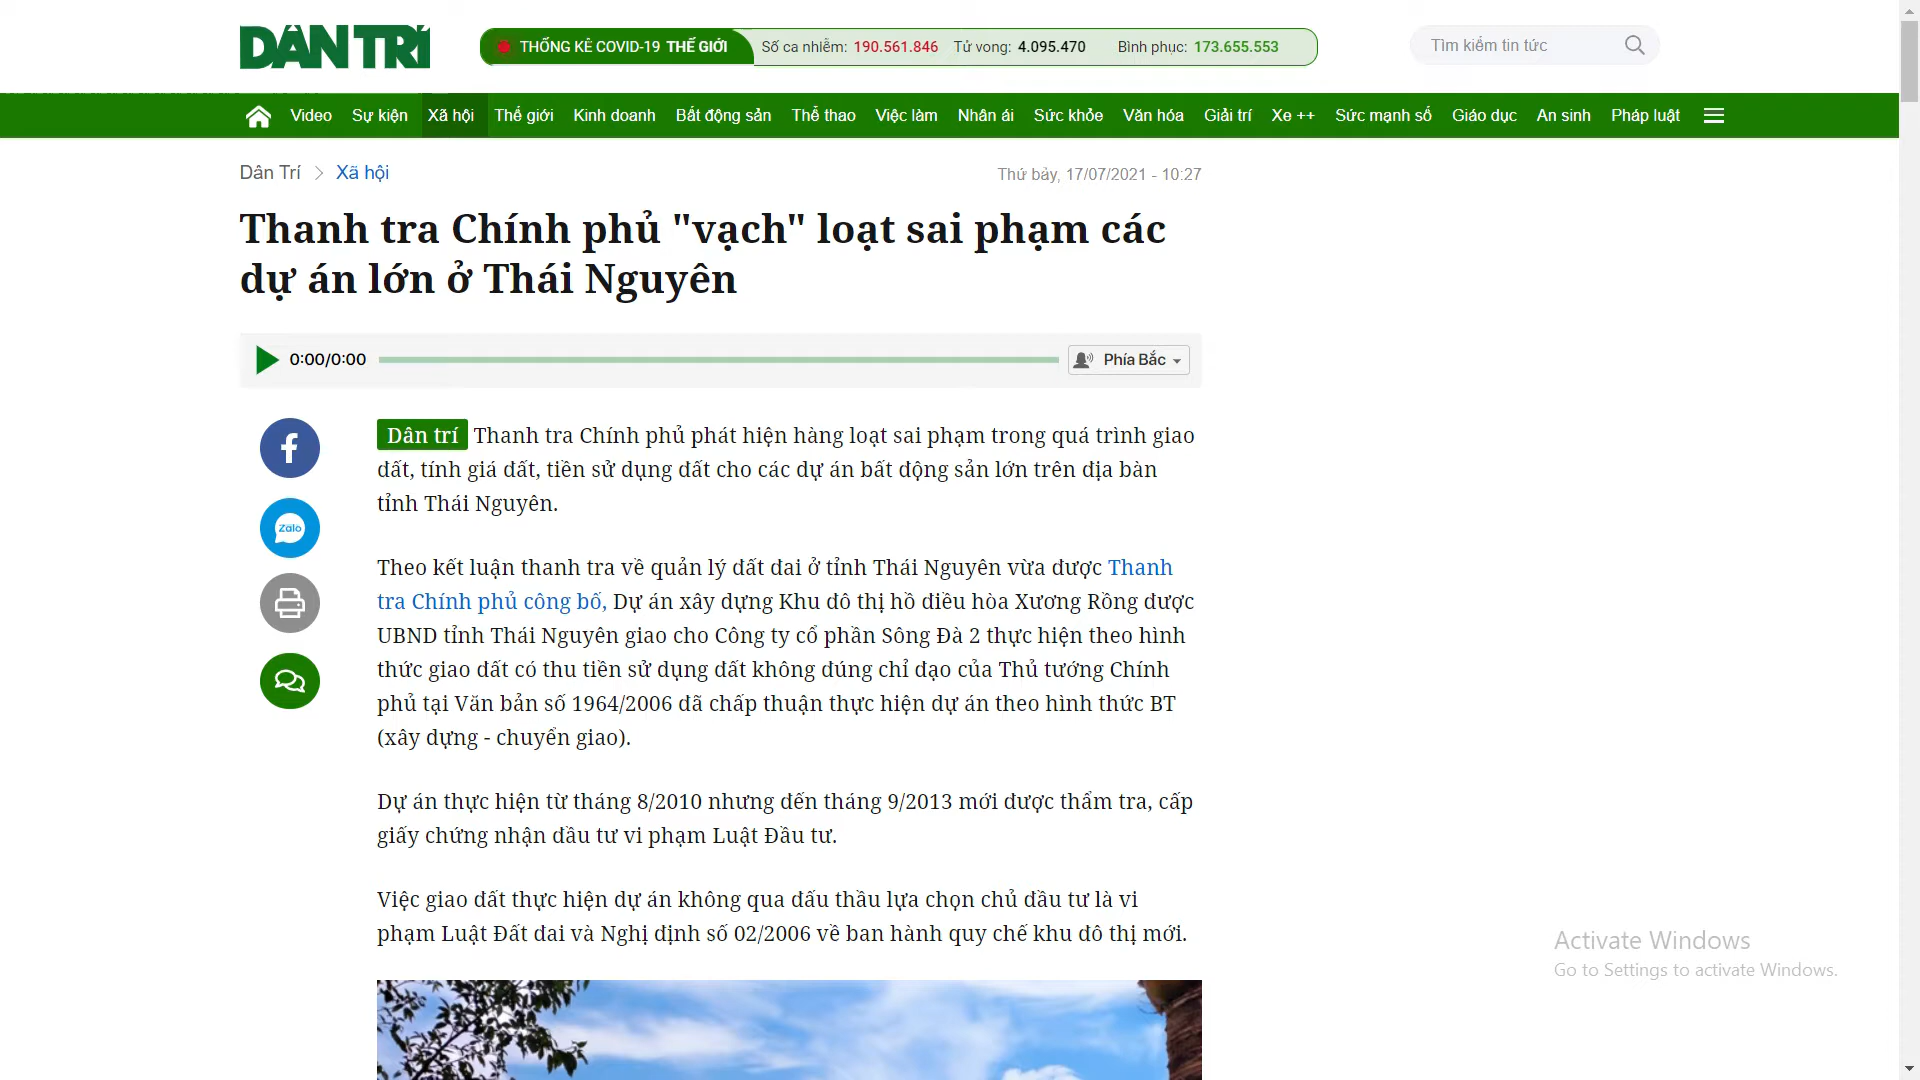 DÂN TRÍ
THỐNG KÊ COVID-19 THẾ GIỚI Số ca nhiễm: 190.561.846 Tử vong: 4.095.470 Bình phục: 173.655.553
Tìm kiếm tin tức
Video Sự kiện Xã hội Thế giới Kinh doanh Bất động sản Thể thao Việc làm Nhân ái Sức khỏe Văn hóa Giải trí Xe ++ Sức mạnh số Giáo dục An sinh Pháp luật
Dân Trí > Xã hội
Thứ bảy, 17/07/2021 - 10:27
Thanh tra Chính phủ "vạch" loạt sai phạm các
dự án lớn ở Thái Nguyên
0:00/0:00
Phía Bắc
Dân trí Thanh tra Chính phủ phát hiện hàng loạt sai phạm trong quá trình giao
đất, tính giá đất, tiền sử dụng đất cho các dự án bất động sản lớn trên địa bàn
tỉnh Thái Nguyên.
Zalo
Theo kết luận thanh tra về quản lý đất đai ở tỉnh Thái Nguyên vừa được Thanh
tra Chính phủ công bố, Dự án xây dựng Khu đô thị hồ điều hòa Xương Rồng được
UBND tỉnh Thái Nguyên giao cho Công ty cổ phần Sông Đà 2 thực hiện theo hình
thức giao đất có thu tiền sử dụng đất không đúng chỉ đạo của Thủ tướng Chính
phủ tại Văn bản số 1964/2006 đã chấp thuận thực hiện dự án theo hình thức BT
(xây dựng - chuyển giao).
Dự án thực hiện từ tháng 8/2010 nhưng đến tháng 9/2013 mới được thẩm tra, cấp
giấy chứng nhận đầu tư vi phạm Luật Đầu tư.
Việc giao đất thực hiện dự án không qua đấu thầu lựa chọn chủ đầu tư là vi
phạm Luật Đất đai và Nghị định số 02/2006 về ban hành quy chế khu đô thị mới.
Activate Windows
Go to Settings to activate Windows.